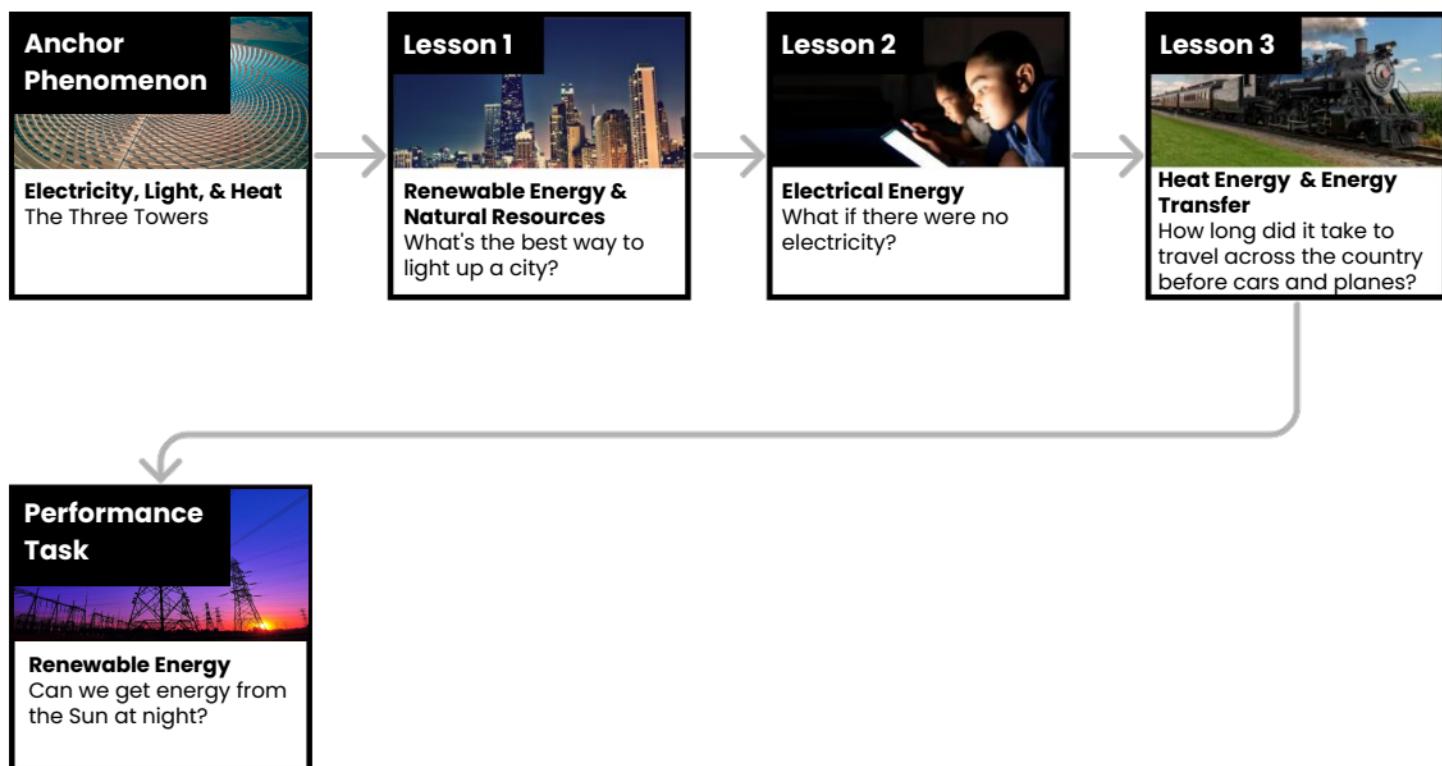 Anchor
Phenomenon
Electricity, Light, & Heat
The Three Towers
Lesson 1
Renewable Energy &
Natural Resources
What's the best way to
light up a city?
Lesson 2
Electrical Energy
What if there were no
electricity?
Lesson 3
Heat Energy & Energy
Transfer
How long did it take to
travel across the country
before cars and planes?
Performance
Task
Renewable Energy
Can we get energy from
the Sun at night?